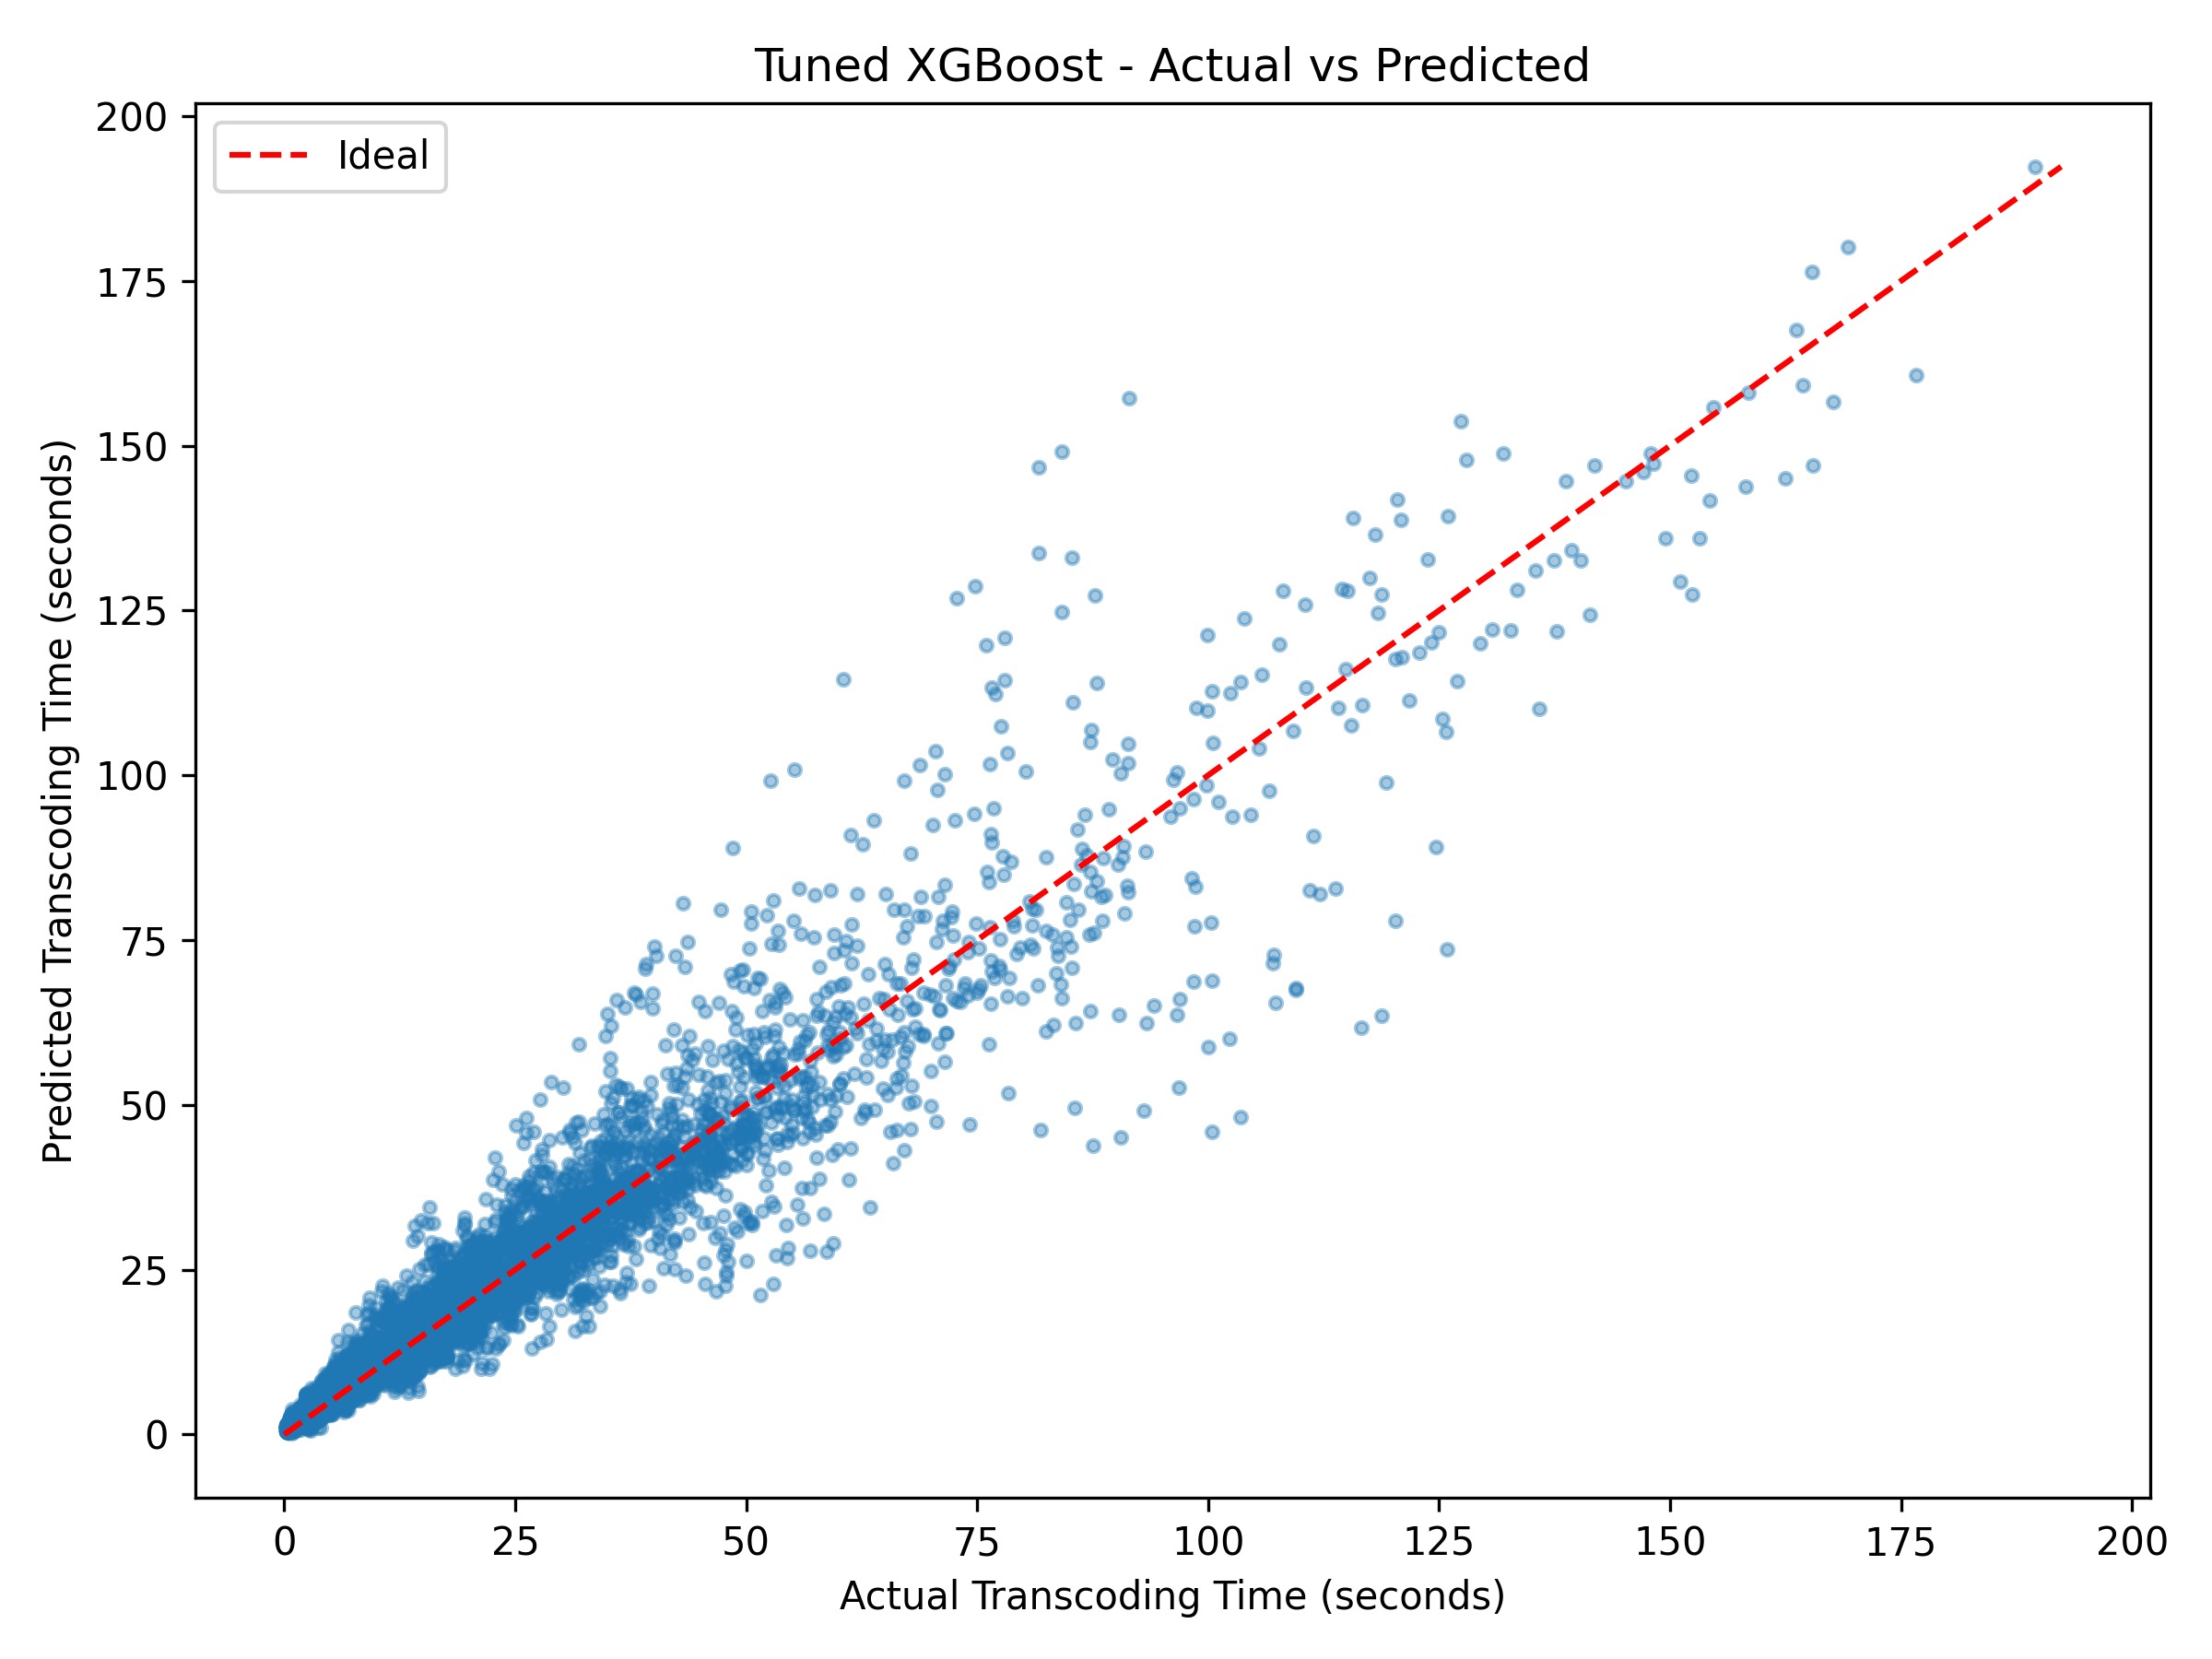 Tuned XGBoost - Actual vs Predicted
Ideal
200
175
150
125
100
75
50
25
0
Predicted Transcoding Time (seconds)
0 25 50 75 100 125 150 175 200
Actual Transcoding Time (seconds)